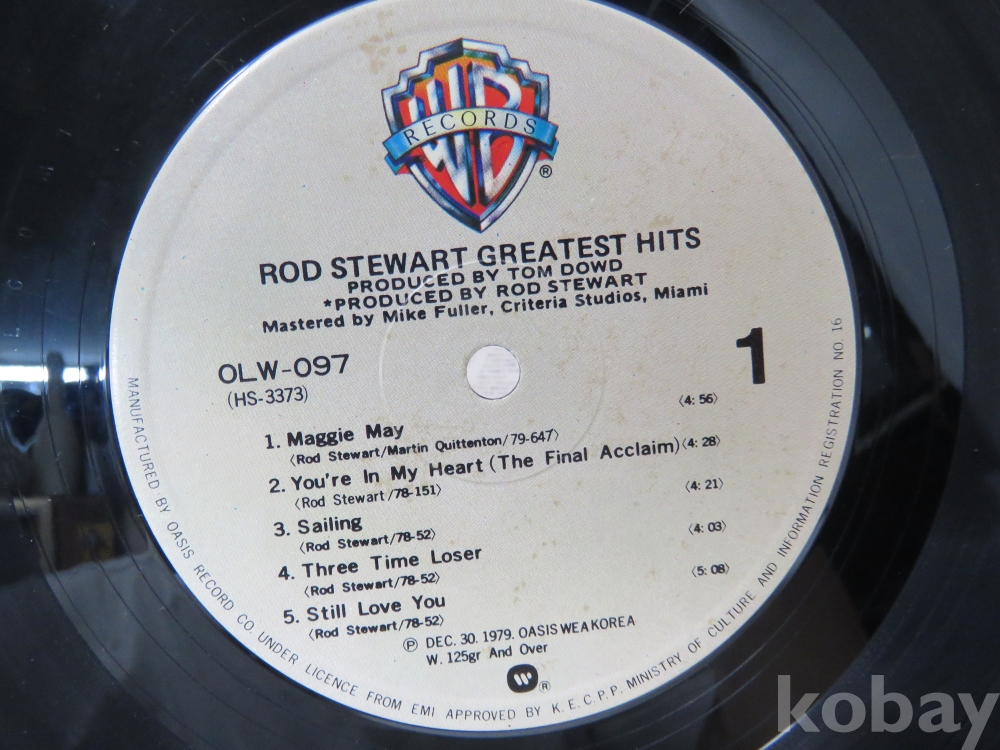 WB
RECORDS
®
ROD STEWART GREATEST HITS
PRODUCED BY TOM DOWD
*PRODUCED BY ROD STEWART
Mastered by Mike Fuller, Criteria Studios, Miami
OLW-097
(HS-3373)
1
1. Maggie May 〈4: 56〉
〈Rod Stewart/Martin Quittenton/79-647〉
2. You're In My Heart (The Final Acclaim) 〈4: 28〉
〈Rod Stewart/78-151〉
3. Sailing 〈4: 21〉
〈Rod Stewart/78-52〉
4. Three Time Loser 〈4: 03〉
〈Rod Stewart/78-52〉
5. Still Love You 〈5: 08〉
〈Rod Stewart/78-52〉
Ⓟ DEC. 30. 1979. OASIS WEA KOREA
W. 125gr And Over
®
MANUFACTURED BY OASIS RECORD CO. UNDER LICENCE FROM EMI APPROVED BY K. E. C. P. P. MINISTRY OF CULTURE AND INFORMATION REGISTRATION NO. 16
kobay